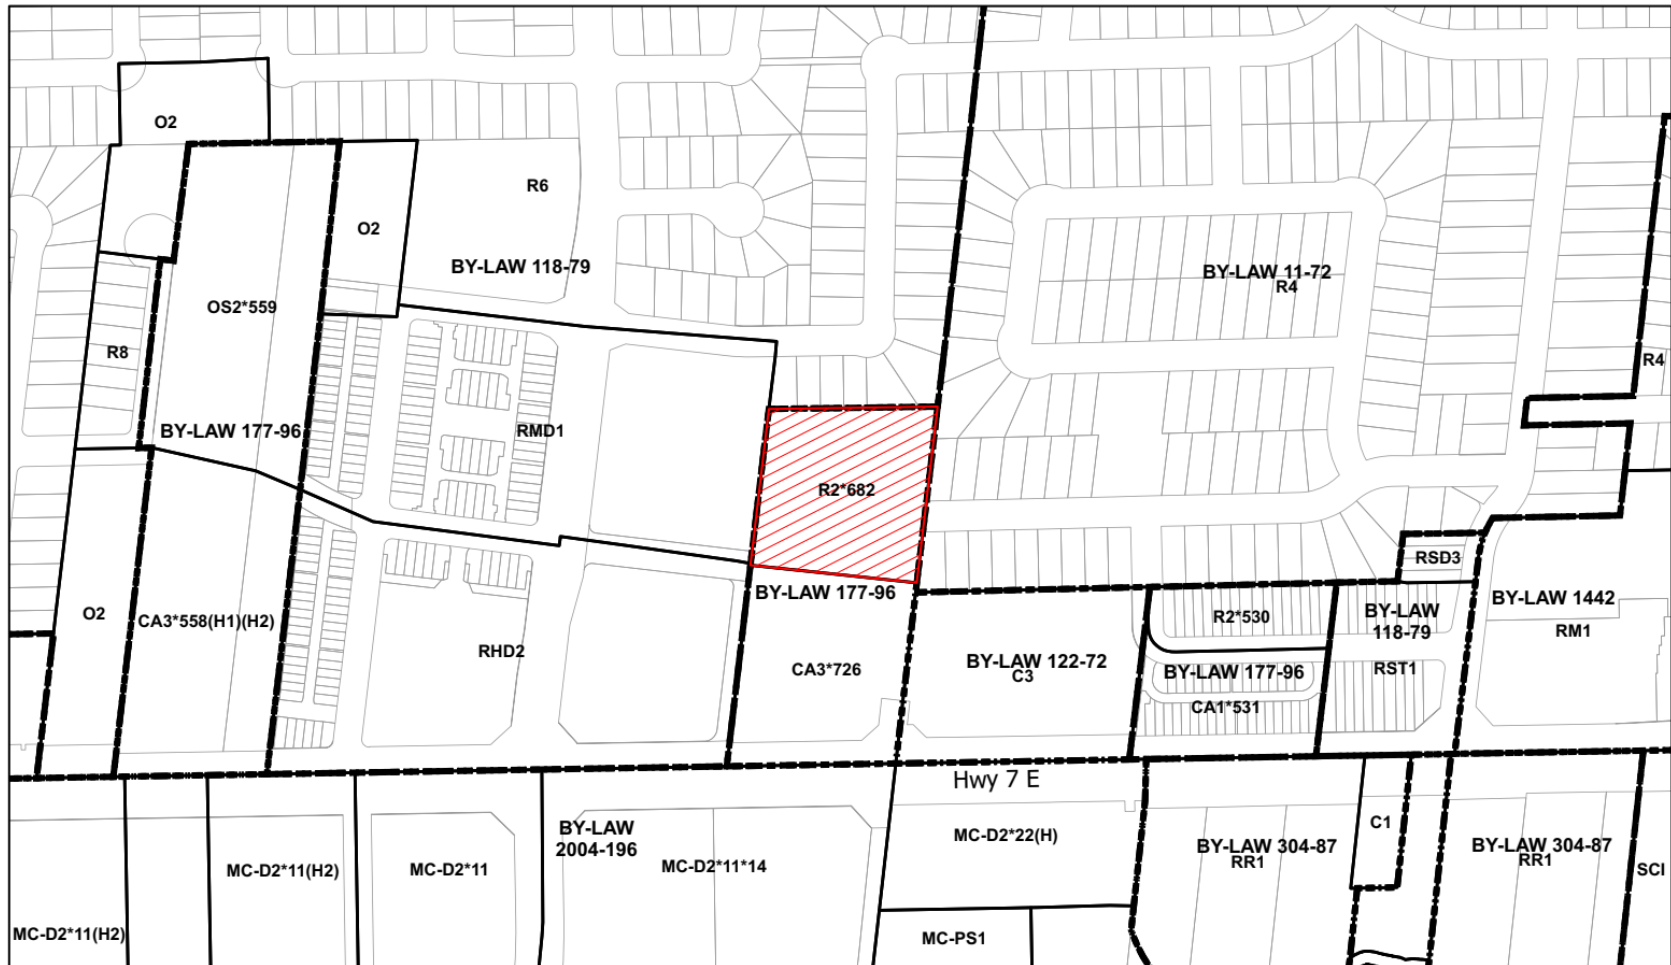 O2
R6
O2
BY-LAW 118-79
BY-LAW 11-72
R4
OS2*559
R8
R4
BY-LAW 177-96
RMD1
R2*682
RSD3
BY-LAW 177-96
O2
CA3*558(H1)(H2)
RHD2
CA3*726
BY-LAW 122-72
C3
R2*530
BY-LAW 177-96
CA1*531
BY-LAW
118-79
RST1
BY-LAW 1442
RM1
Hwy 7 E
MC-D2*11(H2)
MC-D2*11(H2)
MC-D2*11
BY-LAW
2004-196
MC-D2*11*14
MC-D2*22(H)
MC-PS1
BY-LAW 304-87
RR1
C1
BY-LAW 304-87
RR1
SCI